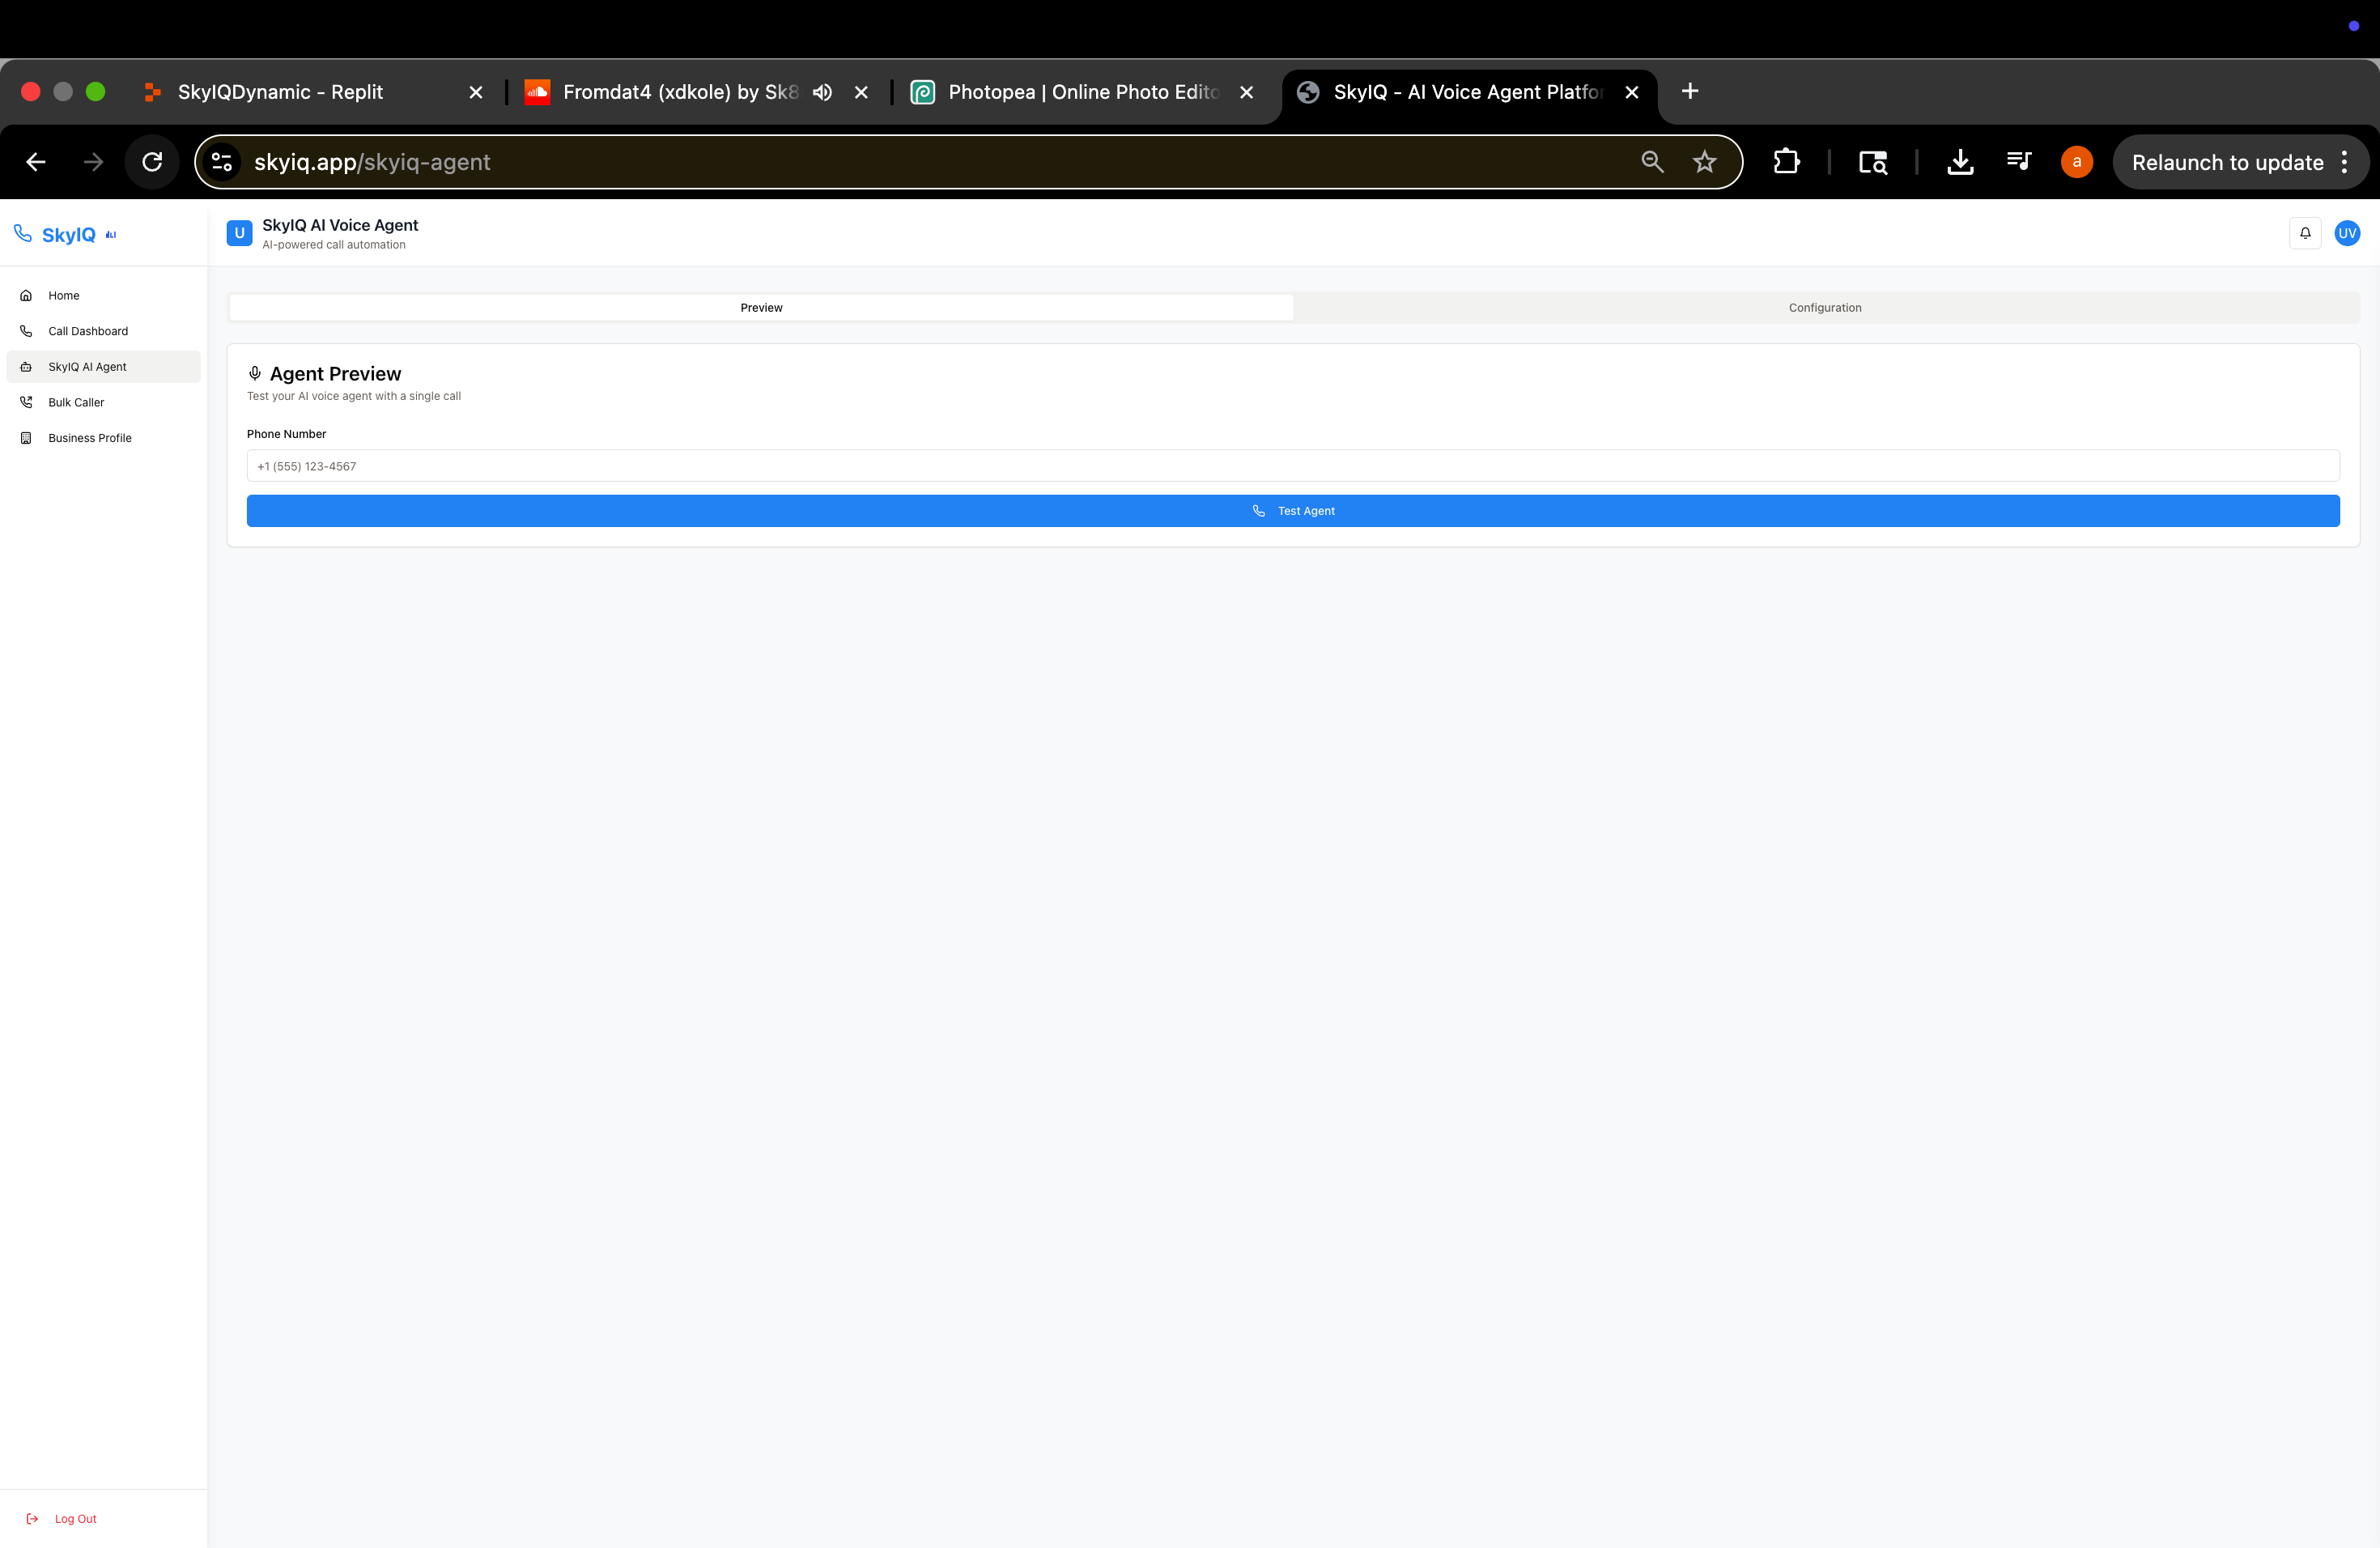 SkyIQDynamic - Replit
Fromdat4 (xdkole) by Sk8
Photopea | Online Photo Edito
SkyIQ - AI Voice Agent Platfor
skyiq.app/skyiq-agent
a
Relaunch to update
SkyIQ
U
SkyIQ AI Voice Agent
AI-powered call automation
UV
Home
Call Dashboard
SkyIQ AI Agent
Bulk Caller
Business Profile
Preview
Configuration
Agent Preview
Test your AI voice agent with a single call
Phone Number
+1 (555) 123-4567
Test Agent
Log Out